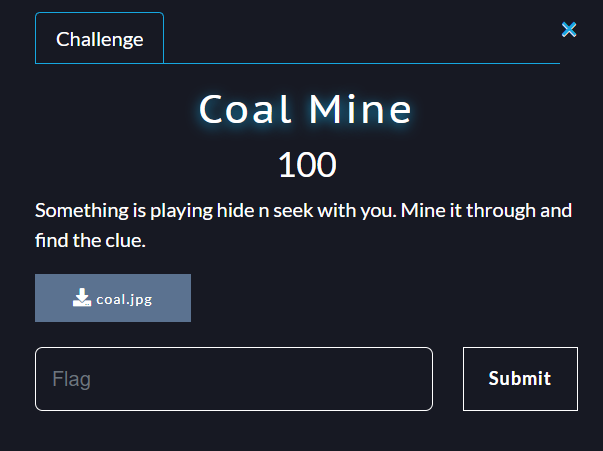 Challenge
Coal Mine
100
Something is playing hide n seek with you. Mine it through and
find the clue.
coal.jpg
Flag
Submit